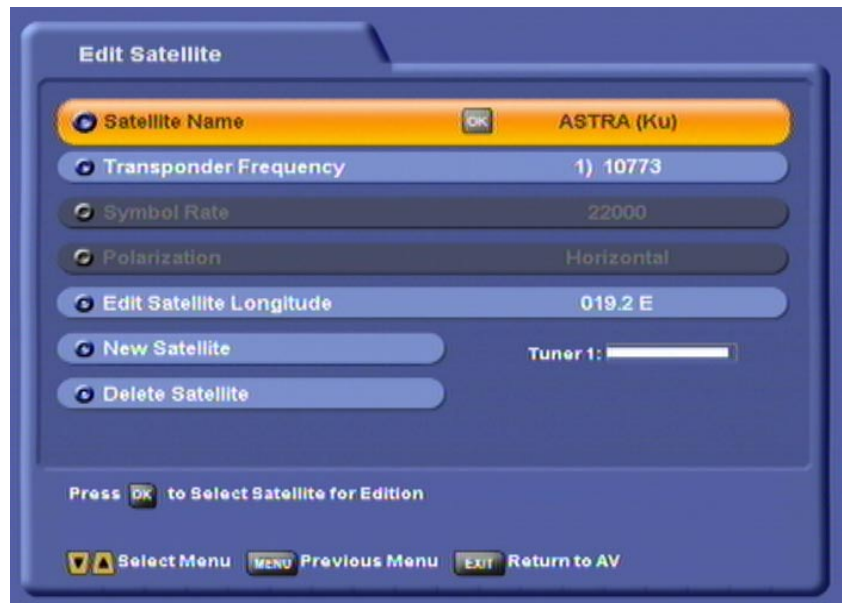 Edit Satellite
Satellite Name OK ASTRA (Ku)
Transponder Frequency 1) 10773
Symbol Rate 22000
Polarization Horizontal
Edit Satellite Longitude 019.2 E
New Satellite Tuner 1:
Delete Satellite
Press OK to Select Satellite for Edition
Select Menu MENU Previous Menu EXIT Return to AV